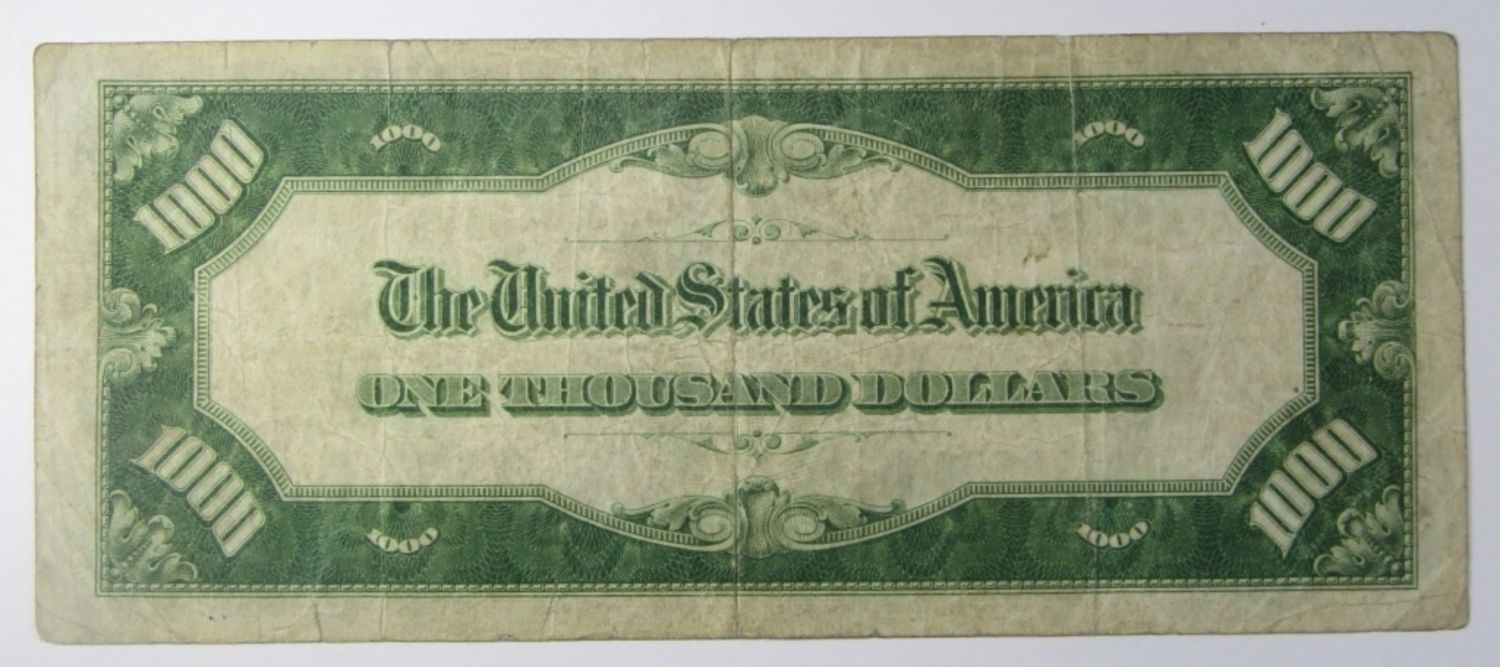 1000 1000 1000 1000
The United States of America
ONE THOUSAND DOLLARS
1000 1000 1000 1000